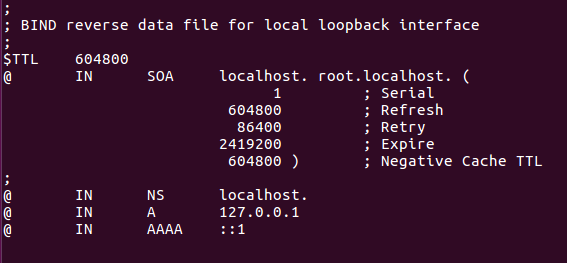 ;
; BIND reverse data file for local loopback interface
;
$TTL    604800
@       IN      SOA     localhost. root.localhost. (
                              1         ; Serial
                         604800         ; Refresh
                          86400         ; Retry
                        2419200         ; Expire
                         604800 )       ; Negative Cache TTL
;
@       IN      NS      localhost.
@       IN      A       127.0.0.1
@       IN      AAAA    ::1